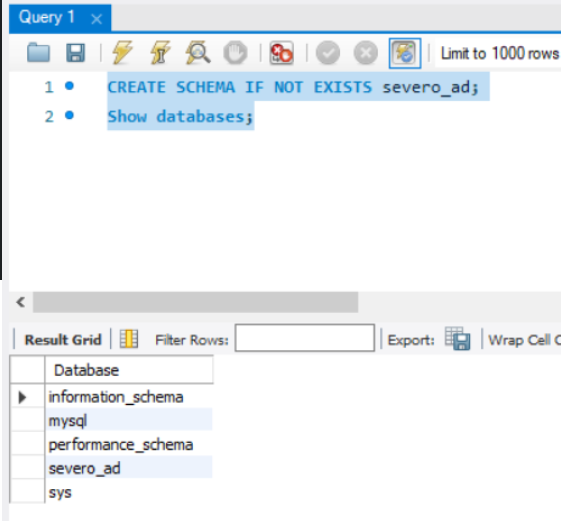 Query 1
Limit to 1000 rows
1 CREATE SCHEMA IF NOT EXISTS severo_ad;
2 Show databases;
Result Grid Filter Rows: Export: Wrap Cell C
Database
information_schema
mysql
performance_schema
severo_ad
sys